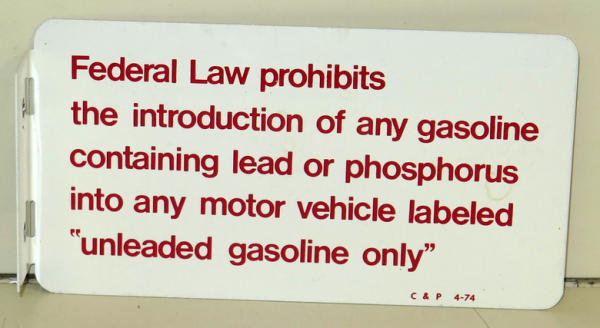 Federal Law prohibits
the introduction of any gasoline
containing lead or phosphorus
into any motor vehicle labeled
“unleaded gasoline only”
C & P 4-74